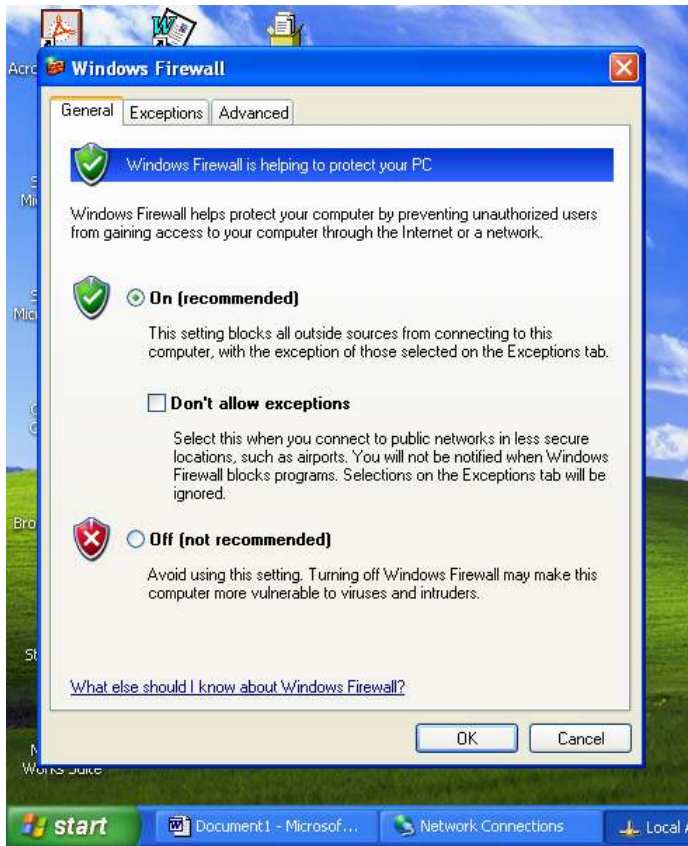 Acro
Windows Firewall
General Exceptions Advanced
Windows Firewall is helping to protect your PC
Windows Firewall helps protect your computer by preventing unauthorized users
from gaining access to your computer through the Internet or a network.
On (recommended)
This setting blocks all outside sources from connecting to this
computer, with the exception of those selected on the Exceptions tab.
Don't allow exceptions
Select this when you connect to public networks in less secure
locations, such as airports. You will not be notified when Windows
Firewall blocks programs. Selections on the Exceptions tab will be
ignored.
Bro
Off (not recommended)
Avoid using this setting. Turning off Windows Firewall may make this
computer more vulnerable to viruses and intruders.
St
What else should I know about Windows Firewall?
OK Cancel
Works Suite
start Document1 - Microsof... Network Connections Local A